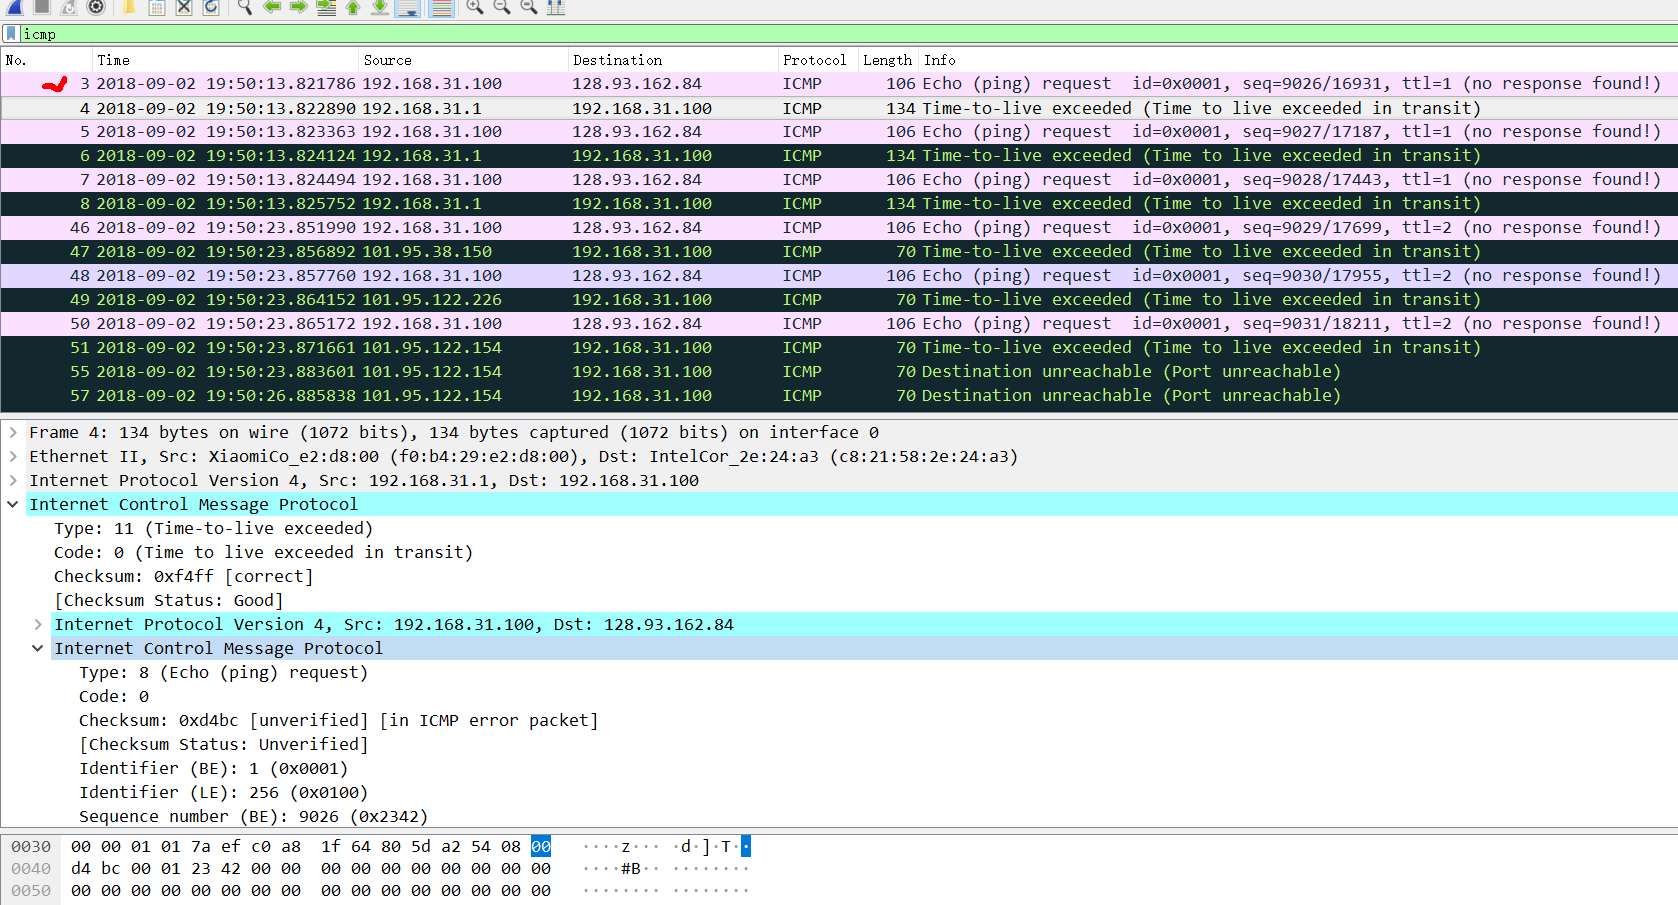 icmp
No. Time Source Destination Protocol Length Info
3 2018-09-02 19:50:13.821786 192.168.31.100 128.93.162.84 ICMP 106 Echo (ping) request id=0x0001, seq=9026/16931, ttl=1 (no response found!)
4 2018-09-02 19:50:13.822890 192.168.31.1 192.168.31.100 ICMP 134 Time-to-live exceeded (Time to live exceeded in transit)
5 2018-09-02 19:50:13.823363 192.168.31.100 128.93.162.84 ICMP 106 Echo (ping) request id=0x0001, seq=9027/17187, ttl=1 (no response found!)
6 2018-09-02 19:50:13.824124 192.168.31.1 192.168.31.100 ICMP 134 Time-to-live exceeded (Time to live exceeded in transit)
7 2018-09-02 19:50:13.824494 192.168.31.100 128.93.162.84 ICMP 106 Echo (ping) request id=0x0001, seq=9028/17443, ttl=1 (no response found!)
8 2018-09-02 19:50:13.825752 192.168.31.1 192.168.31.100 ICMP 134 Time-to-live exceeded (Time to live exceeded in transit)
46 2018-09-02 19:50:23.851990 192.168.31.100 128.93.162.84 ICMP 106 Echo (ping) request id=0x0001, seq=9029/17699, ttl=2 (no response found!)
47 2018-09-02 19:50:23.856892 101.95.38.150 192.168.31.100 ICMP 70 Time-to-live exceeded (Time to live exceeded in transit)
48 2018-09-02 19:50:23.857760 192.168.31.100 128.93.162.84 ICMP 106 Echo (ping) request id=0x0001, seq=9030/17955, ttl=2 (no response found!)
49 2018-09-02 19:50:23.864152 101.95.122.226 192.168.31.100 ICMP 70 Time-to-live exceeded (Time to live exceeded in transit)
50 2018-09-02 19:50:23.865172 192.168.31.100 128.93.162.84 ICMP 106 Echo (ping) request id=0x0001, seq=9031/18211, ttl=2 (no response found!)
51 2018-09-02 19:50:23.871661 101.95.122.154 192.168.31.100 ICMP 70 Time-to-live exceeded (Time to live exceeded in transit)
55 2018-09-02 19:50:23.883601 101.95.122.154 192.168.31.100 ICMP 70 Destination unreachable (Port unreachable)
57 2018-09-02 19:50:26.885838 101.95.122.154 192.168.31.100 ICMP 70 Destination unreachable (Port unreachable)
Frame 4: 134 bytes on wire (1072 bits), 134 bytes captured (1072 bits) on interface 0
Ethernet II, Src: XiaomiCo_e2:d8:00 (f0:b4:29:e2:d8:00), Dst: IntelCor_2e:24:a3 (c8:21:58:2e:24:a3)
Internet Protocol Version 4, Src: 192.168.31.1, Dst: 192.168.31.100
Internet Control Message Protocol
Type: 11 (Time-to-live exceeded)
Code: 0 (Time to live exceeded in transit)
Checksum: 0xf4ff [correct]
[Checksum Status: Good]
Internet Protocol Version 4, Src: 192.168.31.100, Dst: 128.93.162.84
Internet Control Message Protocol
Type: 8 (Echo (ping) request)
Code: 0
Checksum: 0xd4bc [unverified] [in ICMP error packet]
[Checksum Status: Unverified]
Identifier (BE): 1 (0x0001)
Identifier (LE): 256 (0x0100)
Sequence number (BE): 9026 (0x2342)
0030 00 00 01 01 7a ef c0 a8 1f 64 80 5d a2 54 08 00 ····z··· ·d·]·T··
0040 d4 bc 00 01 23 42 00 00 00 00 00 00 00 00 00 00 ····#B·· ········
0050 00 00 00 00 00 00 00 00 00 00 00 00 00 00 00 00 ········ ········